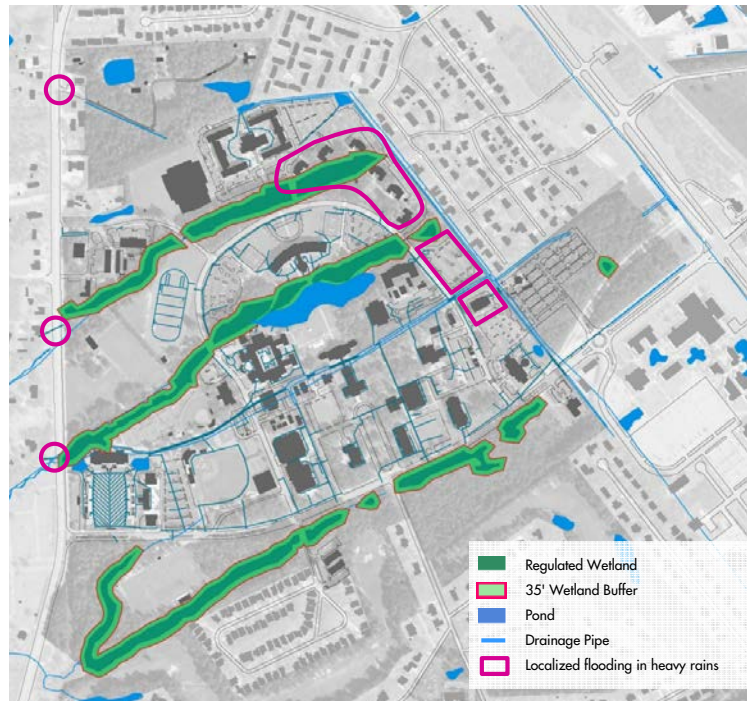 Regulated Wetland
35' Wetland Buffer
Pond
Drainage Pipe
Localized flooding in heavy rains